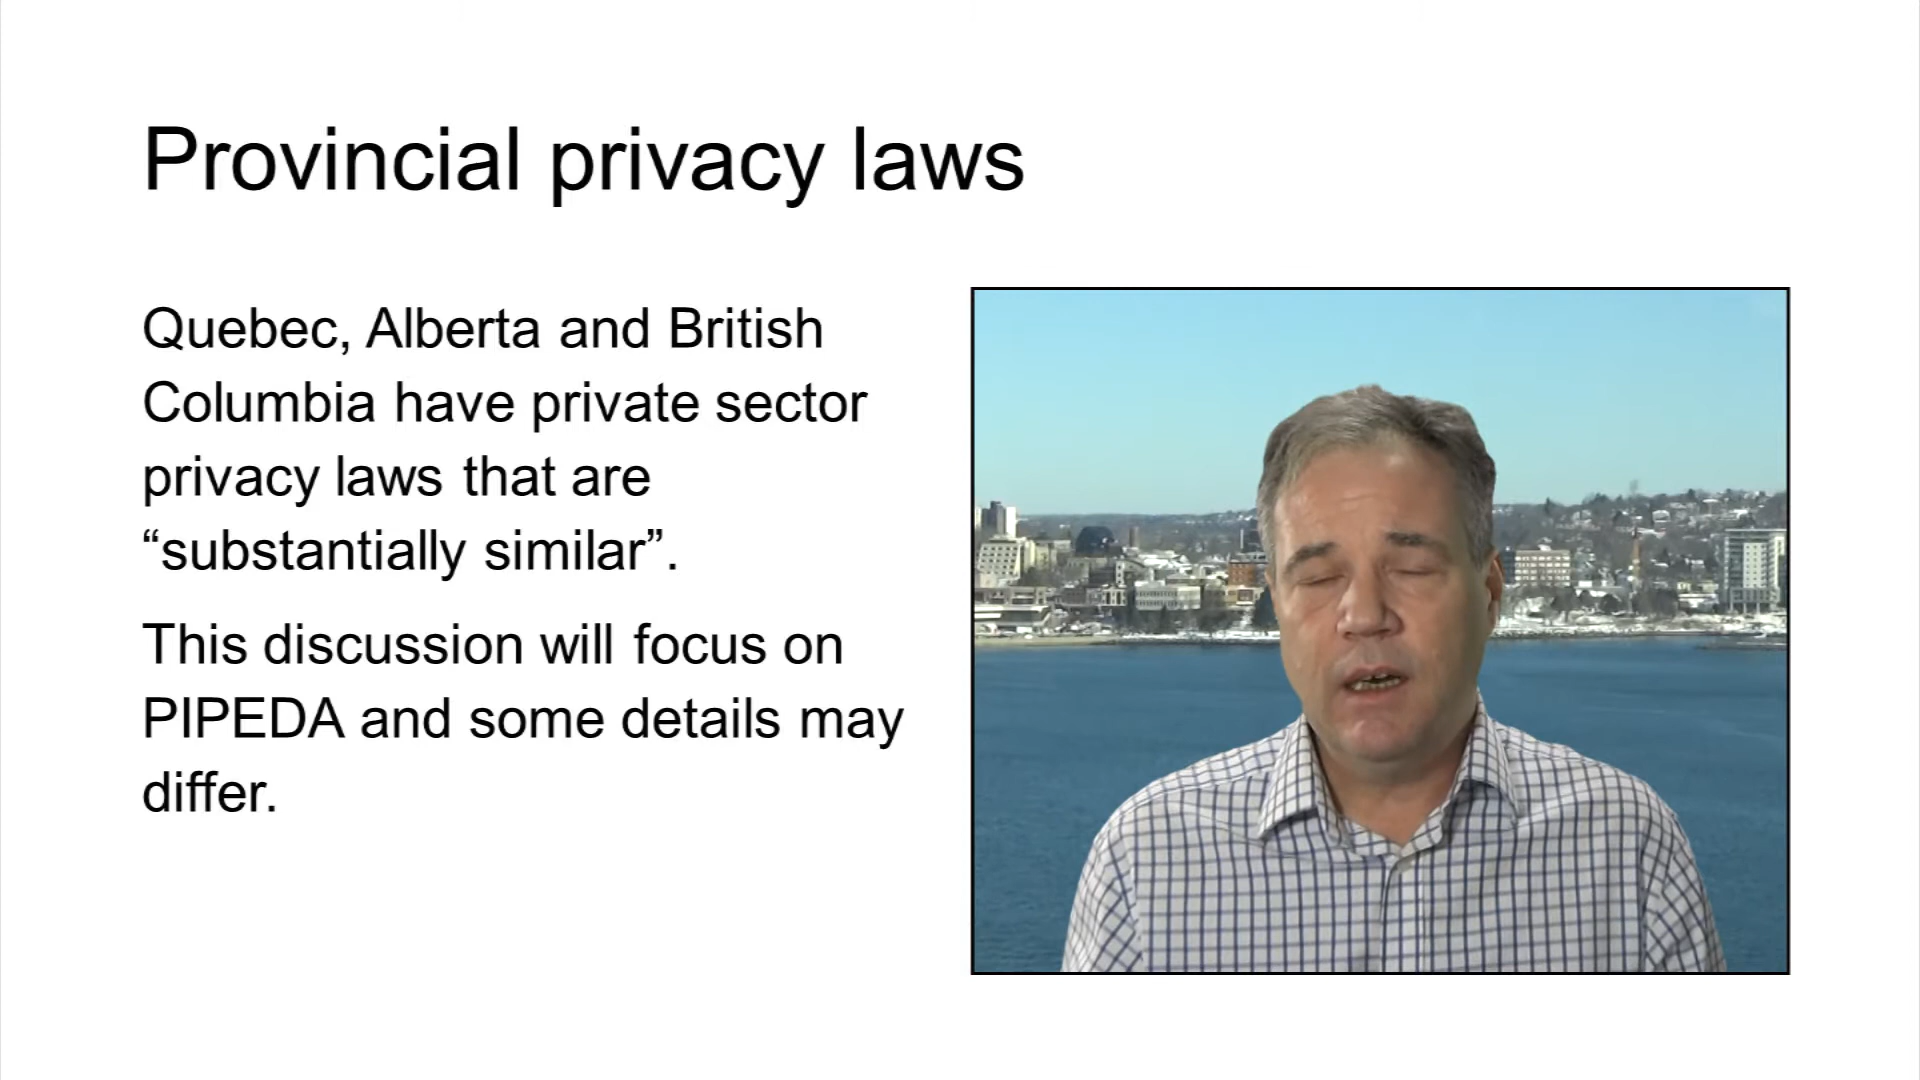 Provincial privacy laws
Quebec, Alberta and British
Columbia have private sector
privacy laws that are
“substantially similar”.
This discussion will focus on
PIPEDA and some details may
differ.